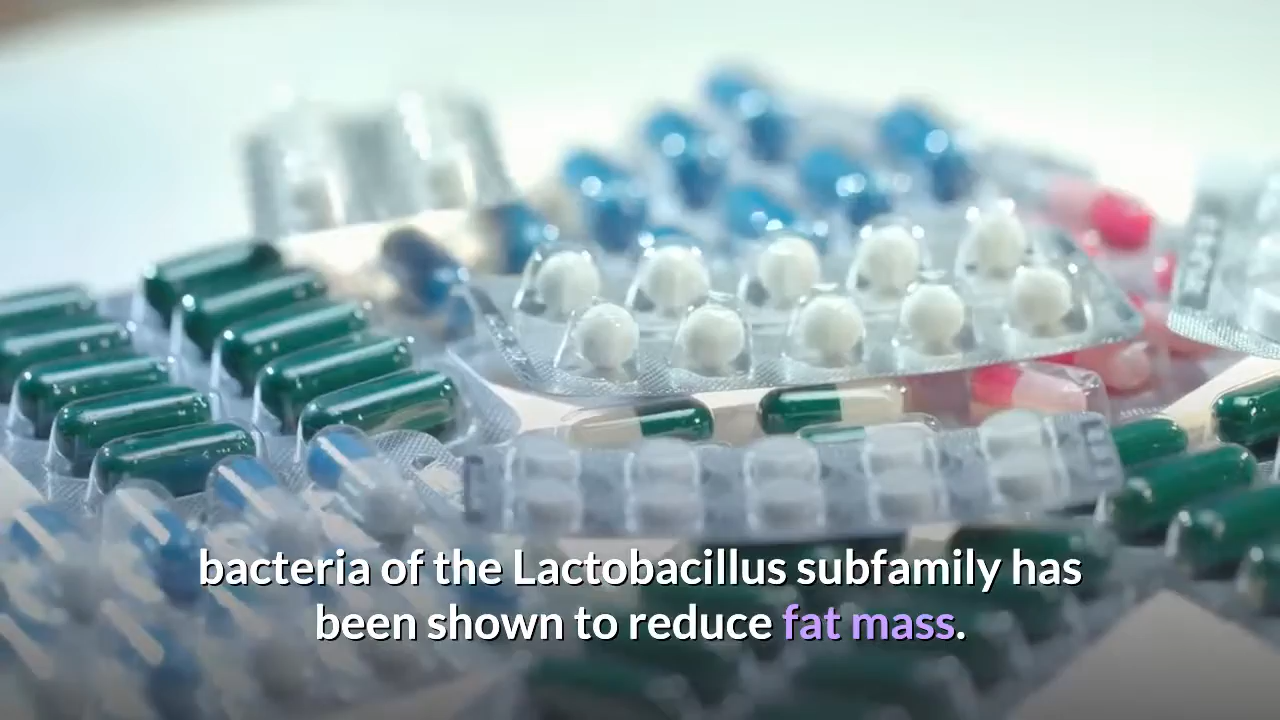 bacteria of the Lactobacillus subfamily has
been shown to reduce fat mass.